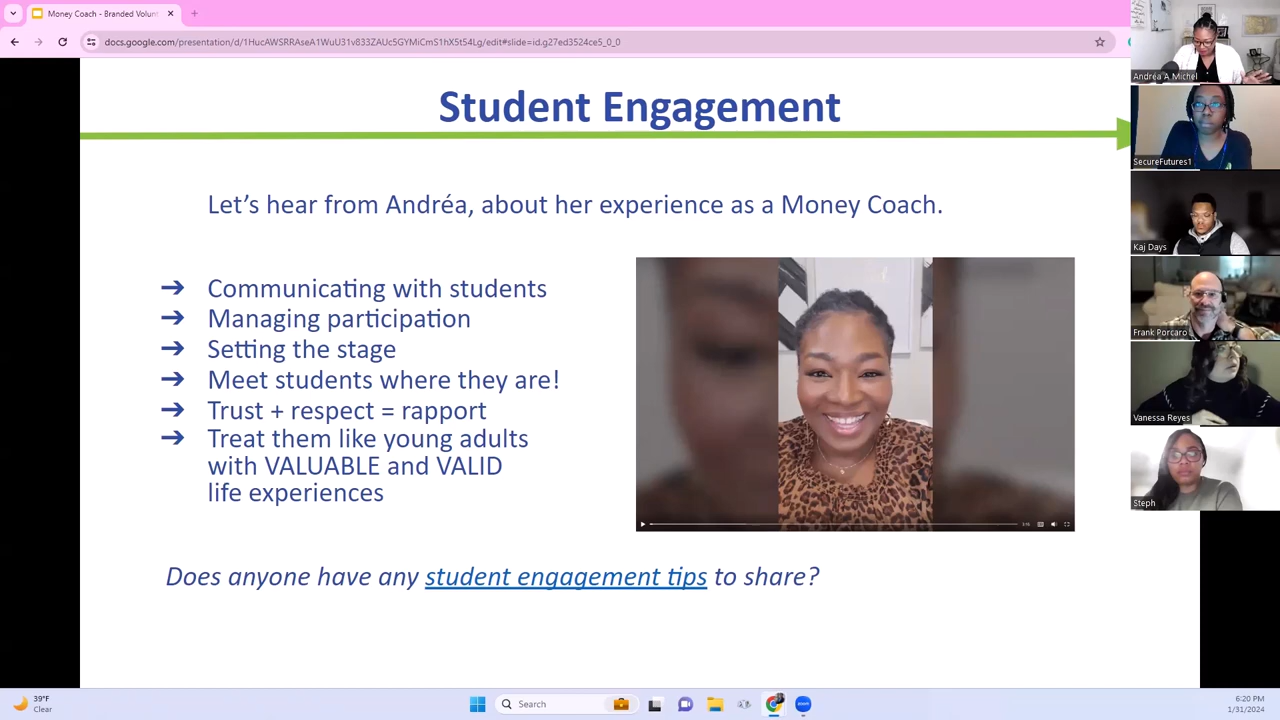 Money Coach - Branded Volun
docs.google.com/presentation/d/1HucAWSRRAseA1WuU31v833ZAUc5GYMiCmS1hX5t54Lg/edit#slide=id.g27ed3524ce5_0_0
Student Engagement
Let's hear from Andréa, about her experience as a Money Coach.
➔ Communicating with students
➔ Managing participation
➔ Setting the stage
➔ Meet students where they are!
➔ Trust + respect = rapport
➔ Treat them like young adults
with VALUABLE and VALID
life experiences
Does anyone have any student engagement tips to share?
Andréa A Michel
SecureFutures1
Kaj Days
Frank Porcaro
Vanessa Reyes
Steph
39°F
Clear
Search
6:20 PM
1/31/2024